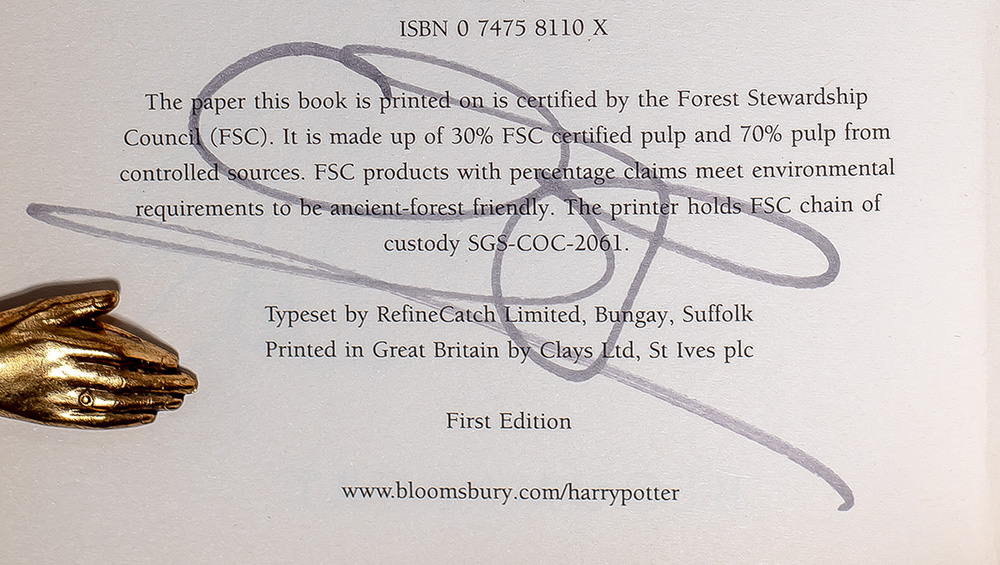 ISBN 0 7475 8110 X
The paper this book is printed on is certified by the Forest Stewardship
Council (FSC). It is made up of 30% FSC certified pulp and 70% pulp from
controlled sources. FSC products with percentage claims meet environmental
requirements to be ancient-forest friendly. The printer holds FSC chain of
custody SGS-COC-2061.
Typeset by RefineCatch Limited, Bungay, Suffolk
Printed in Great Britain by Clays Ltd, St Ives plc
First Edition
www.bloomsbury.com/harrypotter